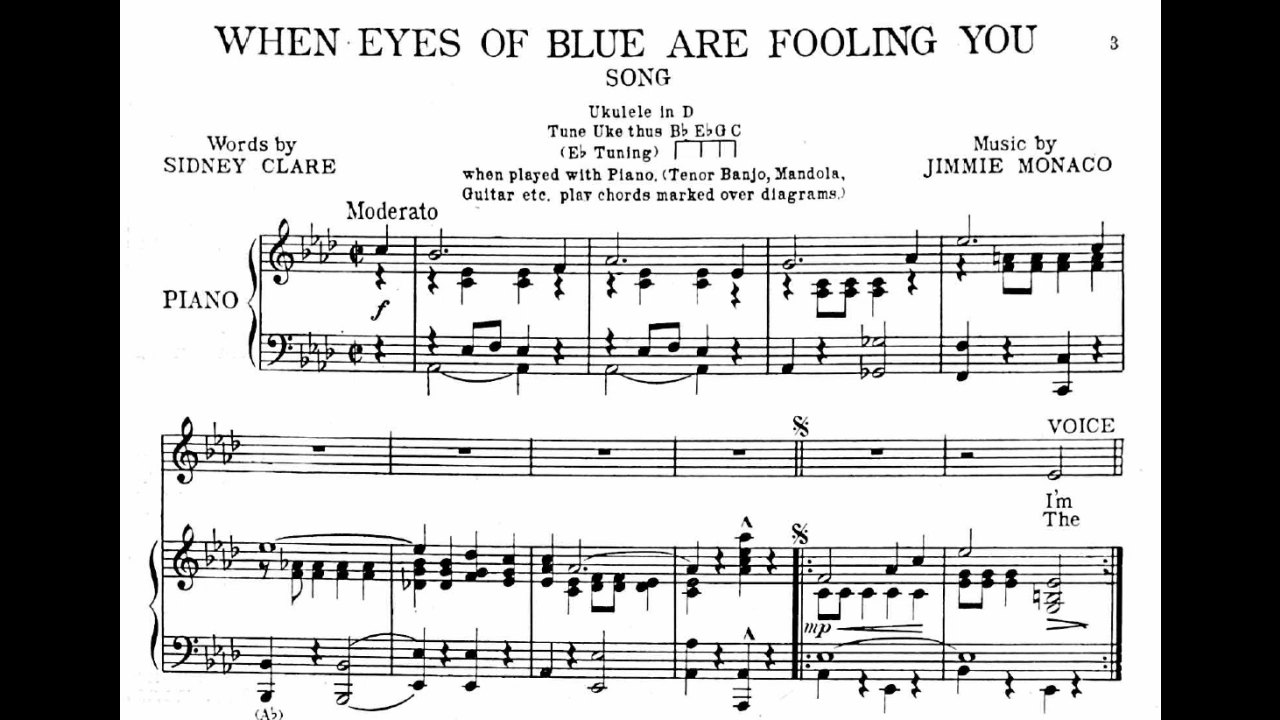 WHEN EYES OF BLUE ARE FOOLING YOU
3
SONG
Ukulele in D
Tune Uke thus B♭ E♭ G C
(E♭ Tuning)
when played with Piano. (Tenor Banjo, Mandola,
Guitar etc. play chords marked over diagrams.)
Words by
SIDNEY CLARE
Music by
JIMMIE MONACO
Moderato
PIANO
f
VOICE
I'm
The
mp
(A♭)